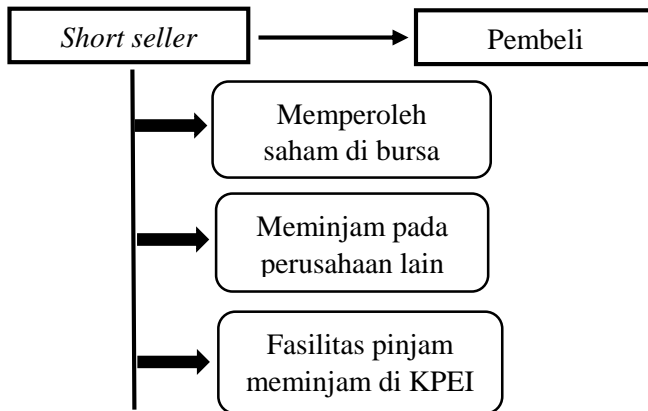 Short seller
Pembeli
Memperoleh
saham di bursa
Meminjam pada
perusahaan lain
Fasilitas pinjam
meminjam di KPEI